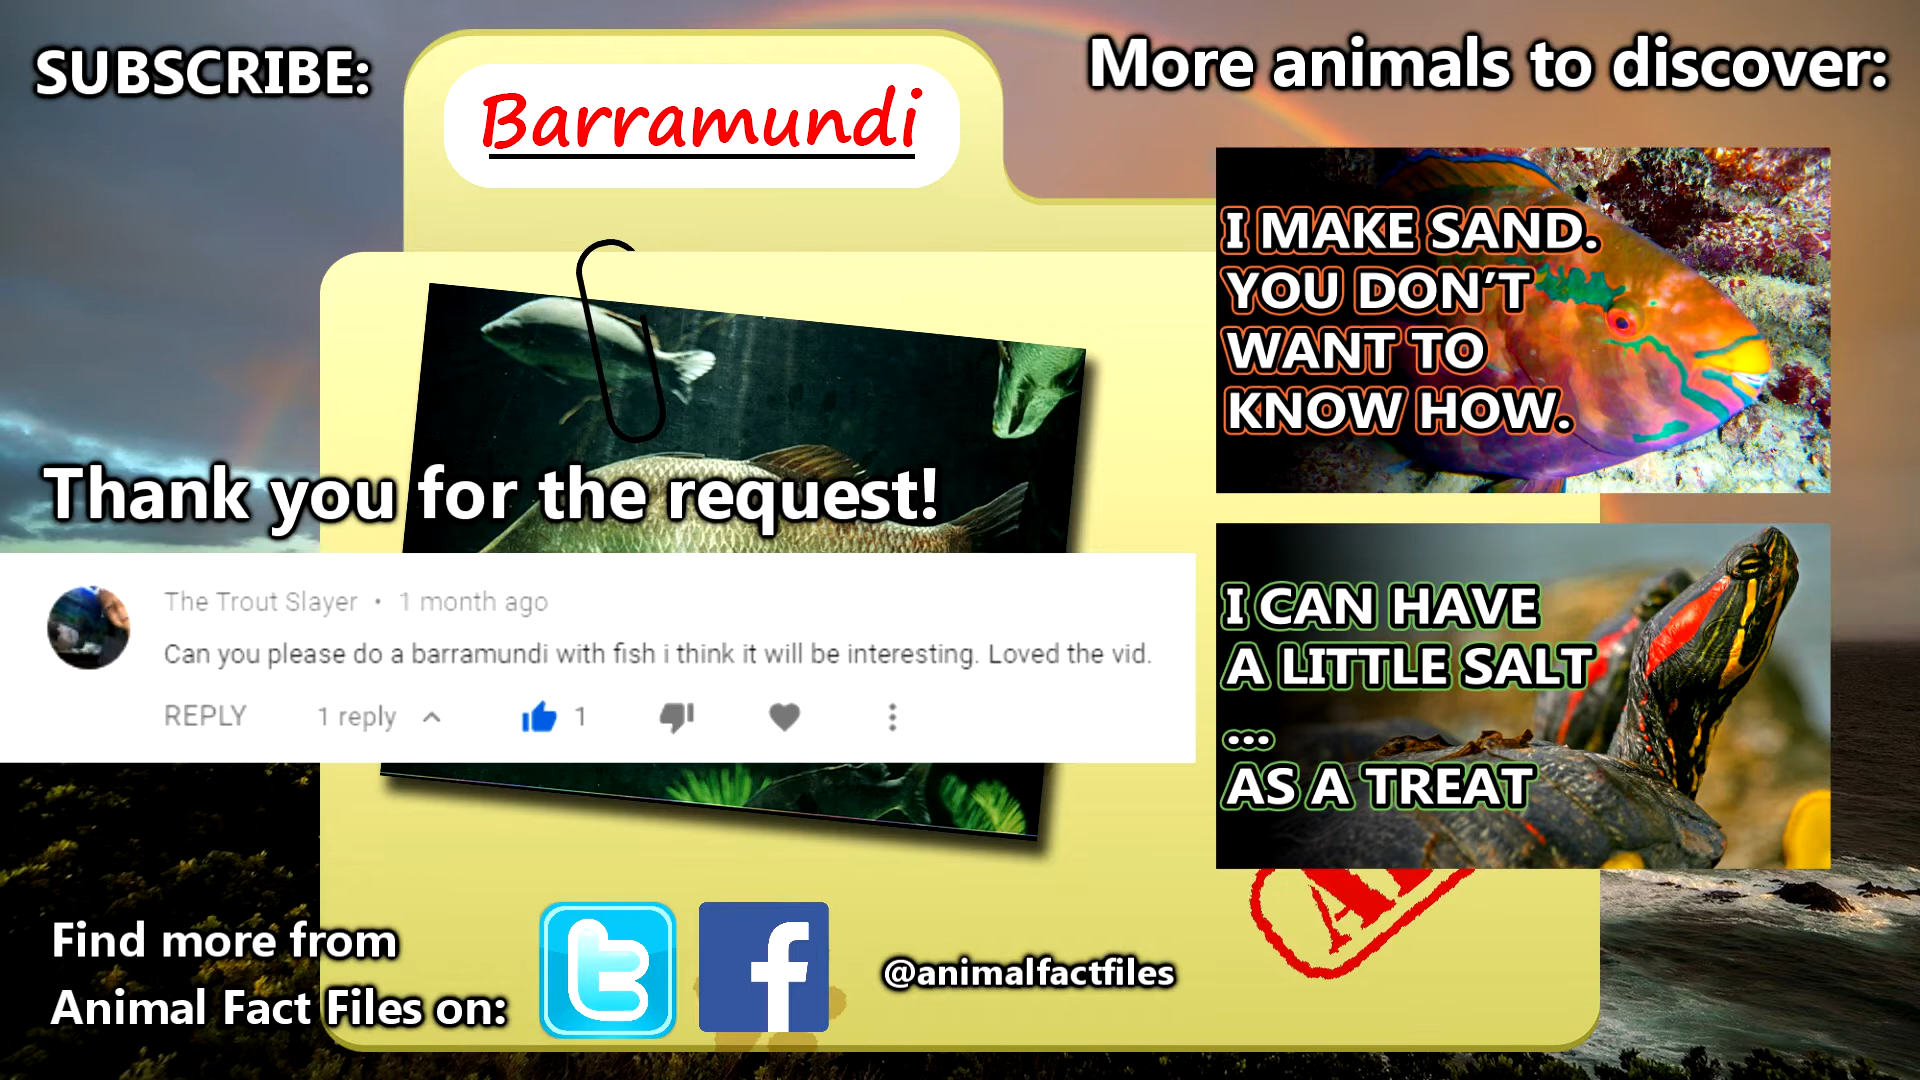 SUBSCRIBE:
Barramundi
More animals to discover:
I MAKE SAND.
YOU DON'T
WANT TO
KNOW HOW.
Thank you for the request!
The Trout Slayer • 1 month ago
Can you please do a barramundi with fish i think it will be interesting. Loved the vid.
REPLY 1 reply 1
I CAN HAVE
A LITTLE SALT
...
AS A TREAT
Find more from
Animal Fact Files on:
@animalfactfiles